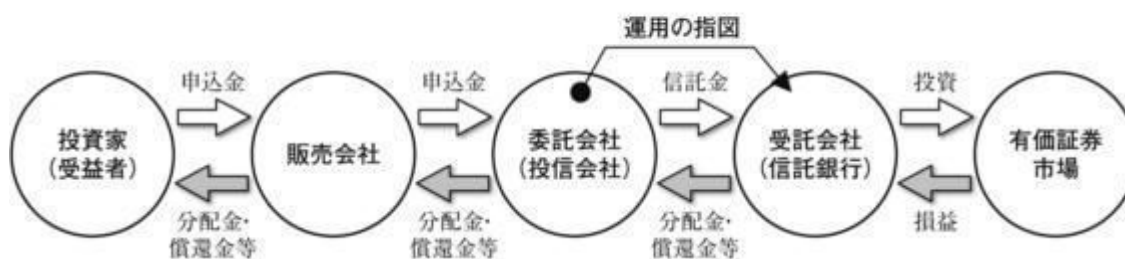 運用の指図
申込金
申込金
信託金
投資
投資家
(受益者)
販売会社
委託会社
(投信会社)
受託会社
(信託銀行)
有価証券
市場
分配金・
償還金等
分配金・
償還金等
分配金・
償還金等
損益